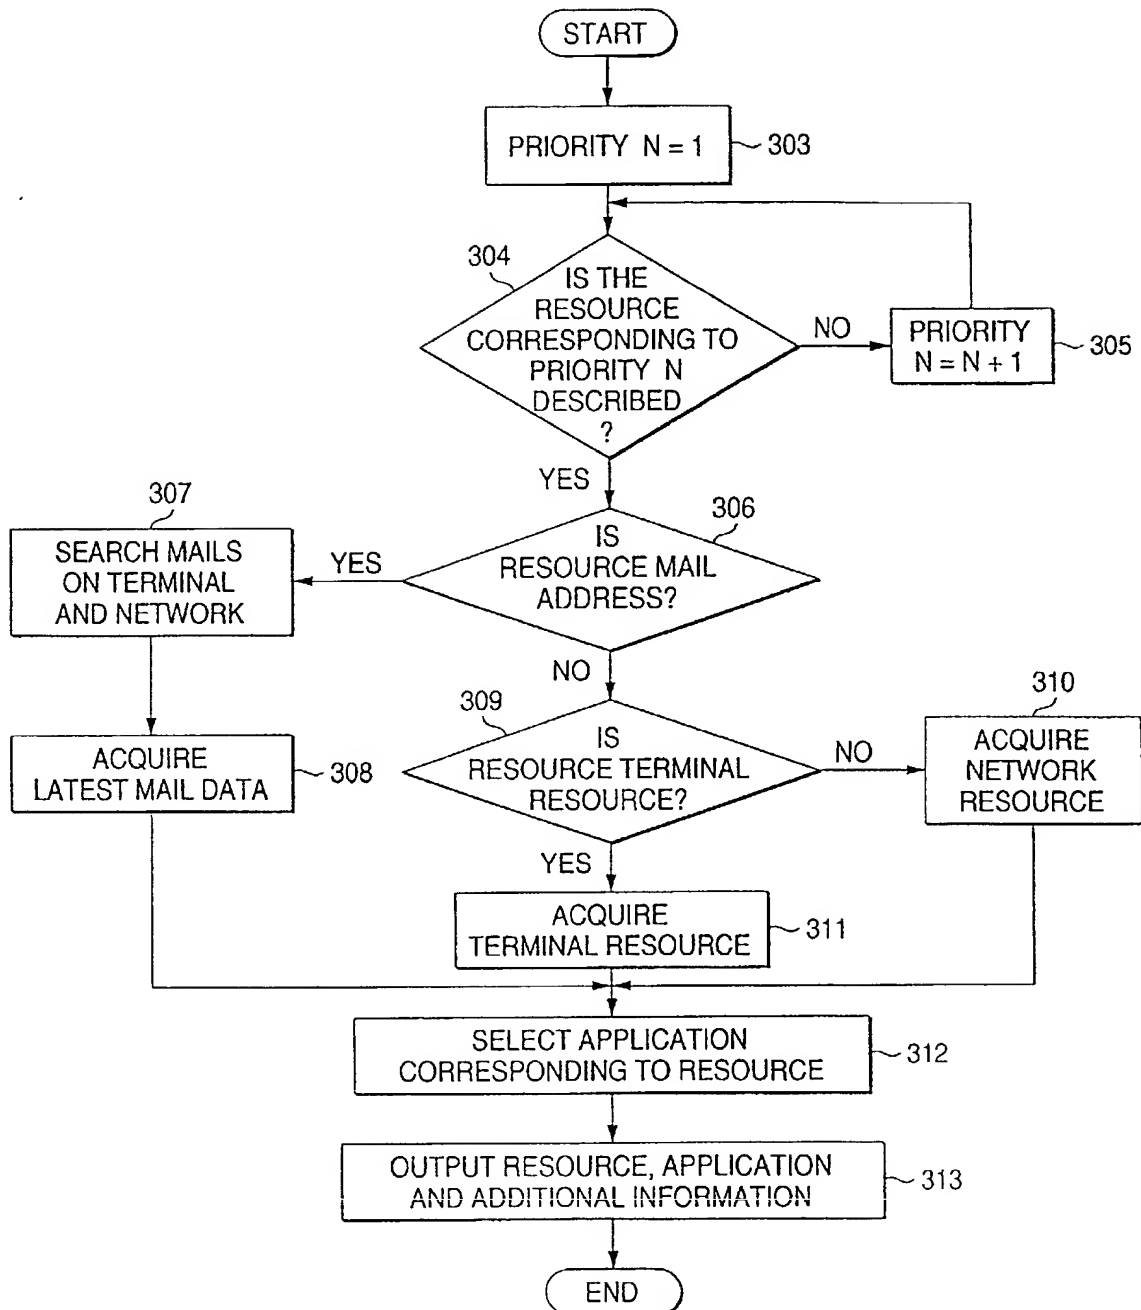 START
PRIORITY N = 1
303
304
IS THE
RESOURCE
CORRESPONDING TO
PRIORITY N
DESCRIBED
?
NO
PRIORITY
N = N + 1
305
YES
307
SEARCH MAILS
ON TERMINAL
AND NETWORK
YES
306
IS
RESOURCE MAIL
ADDRESS?
NO
ACQUIRE
LATEST MAIL DATA
308
309
IS
RESOURCE TERMINAL
RESOURCE?
NO
310
ACQUIRE
NETWORK
RESOURCE
YES
ACQUIRE
TERMINAL RESOURCE
311
SELECT APPLICATION
CORRESPONDING TO RESOURCE
312
OUTPUT RESOURCE, APPLICATION
AND ADDITIONAL INFORMATION
313
END